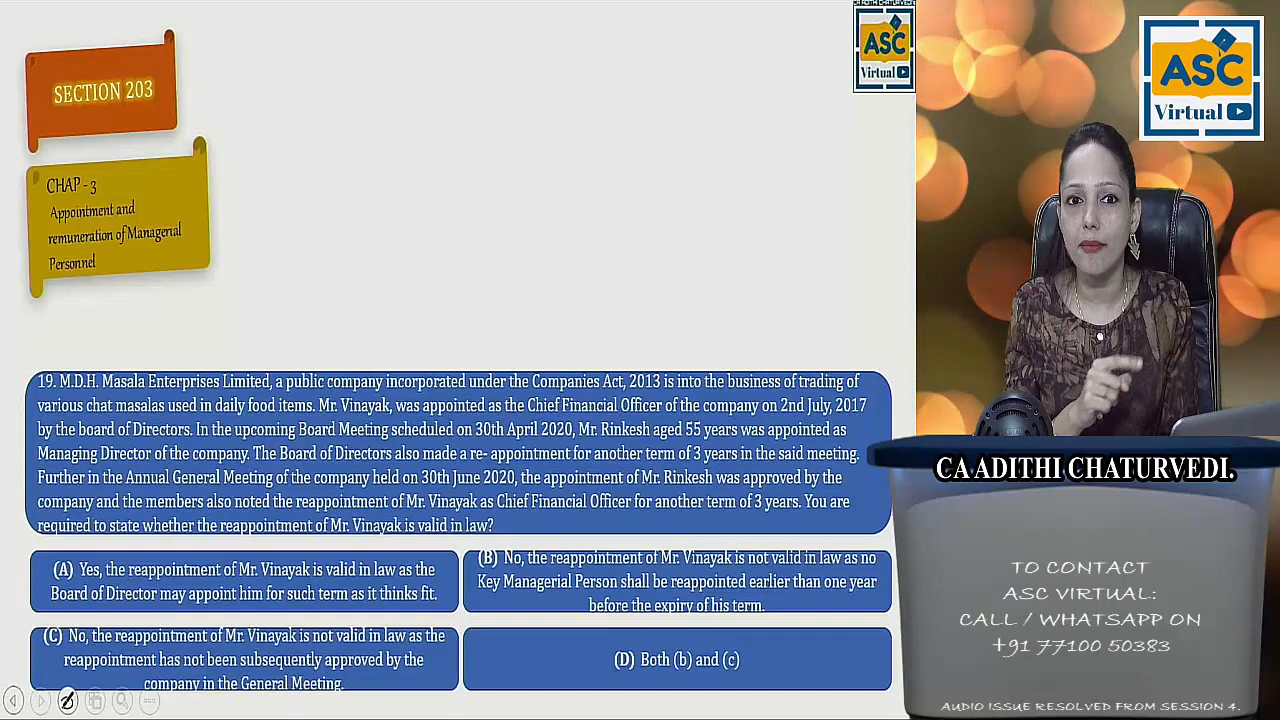 CA ADITHI CHATURVEDI
ASC
Virtual
ASC
Virtual
SECTION 203
CHAP - 3
Appointment and
remuneration of Managerial
Personnel
19. M.D.H. Masala Enterprises Limited, a public company incorporated under the Companies Act, 2013 is into the business of trading of
various chat masalas used in daily food items. Mr. Vinayak, was appointed as the Chief Financial Officer of the company on 2nd July, 2017
by the board of Directors. In the upcoming Board Meeting scheduled on 30th April 2020, Mr. Rinkesh aged 55 years was appointed as
Managing Director of the company. The Board of Directors also made a re- appointment for another term of 3 years in the said meeting.
Further in the Annual General Meeting of the company held on 30th June 2020, the appointment of Mr. Rinkesh was approved by the
company and the members also noted the reappointment of Mr. Vinayak as Chief Financial Officer for another term of 3 years. You are
required to state whether the reappointment of Mr. Vinayak is valid in law?
(A) Yes, the reappointment of Mr. Vinayak is valid in law as the
Board of Director may appoint him for such term as it thinks fit.
(B) No, the reappointment of Mr. Vinayak is not valid in law as no
Key Managerial Person shall be reappointed earlier than one year
before the expiry of his term.
(C) No, the reappointment of Mr. Vinayak is not valid in law as the
reappointment has not been subsequently approved by the
company in the General Meeting.
(D) Both (b) and (c)
CA ADITHI CHATURVEDI.
TO CONTACT
ASC VIRTUAL:
CALL / WHATSAPP ON
+91 77100 50383
AUDIO ISSUE RESOLVED FROM SESSION 4.